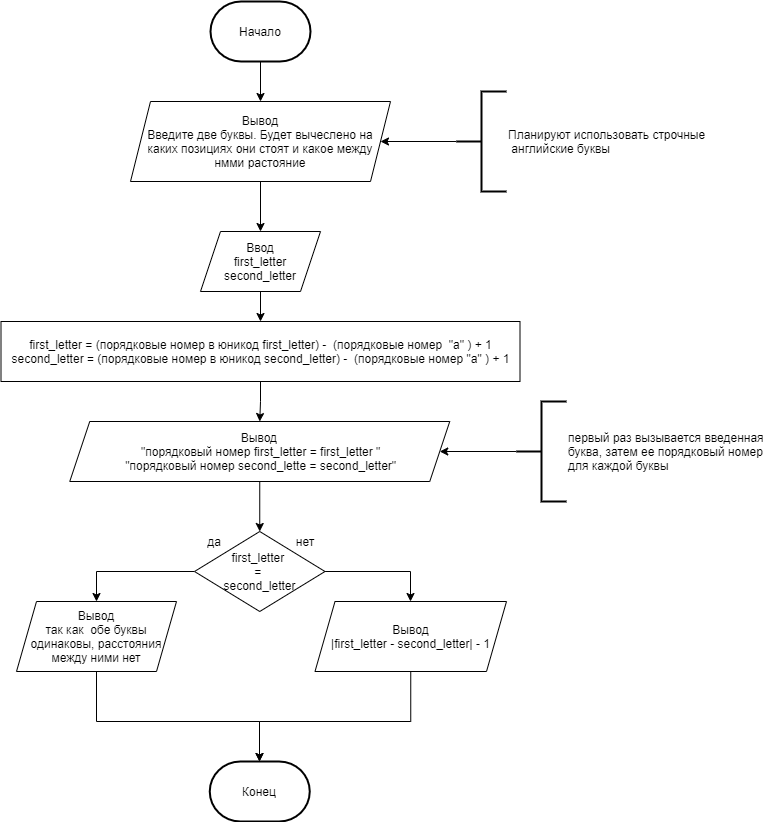 Начало
Вывод
Введите две буквы. Будет вычеслено на
каких позициях они стоят и какое между
нмми растояние
Планируют использовать строчные
английские буквы
Ввод
first_letter
second_letter
first_letter = (порядковые номер в юникод first_letter) - (порядковые номер "a" ) + 1
second_letter = (порядковые номер в юникод second_letter) - (порядковые номер "a" ) + 1
Вывод
"порядковый номер first_letter = first_letter "
"порядковый номер second_lette = second_letter"
первый раз вызывается введенная
буква, затем ее порядковый номер
для каждой буквы
да
нет
first_letter
=
second_letter
Вывод
так как обе буквы
одинаковы, расстояния
между ними нет
Вывод
|first_letter - second_letter| - 1
Конец